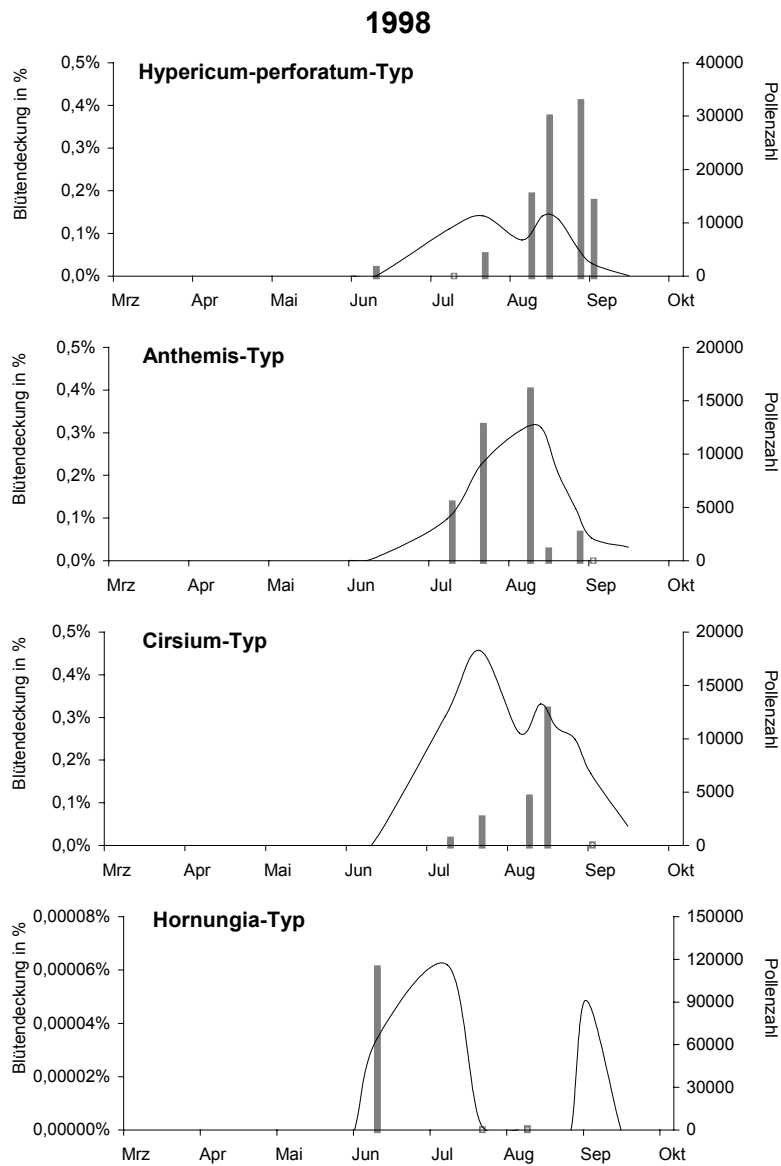 1998
Hypericum-perforatum-Typ
Blütendeckung in %
0,5%
0,4%
0,3%
0,2%
0,1%
0,0%
40000
30000
20000
10000
0
Pollenzahl
Mrz Apr Mai Jun Jul Aug Sep Okt
Anthemis-Typ
Blütendeckung in %
0,5%
0,4%
0,3%
0,2%
0,1%
0,0%
20000
15000
10000
5000
0
Pollenzahl
Mrz Apr Mai Jun Jul Aug Sep Okt
Cirsium-Typ
Blütendeckung in %
0,5%
0,4%
0,3%
0,2%
0,1%
0,0%
20000
15000
10000
5000
0
Pollenzahl
Mrz Apr Mai Jun Jul Aug Sep Okt
Hornungia-Typ
Blütendeckung in %
0,00008%
0,00006%
0,00004%
0,00002%
0,00000%
150000
120000
90000
60000
30000
0
Pollenzahl
Mrz Apr Mai Jun Jul Aug Sep Okt